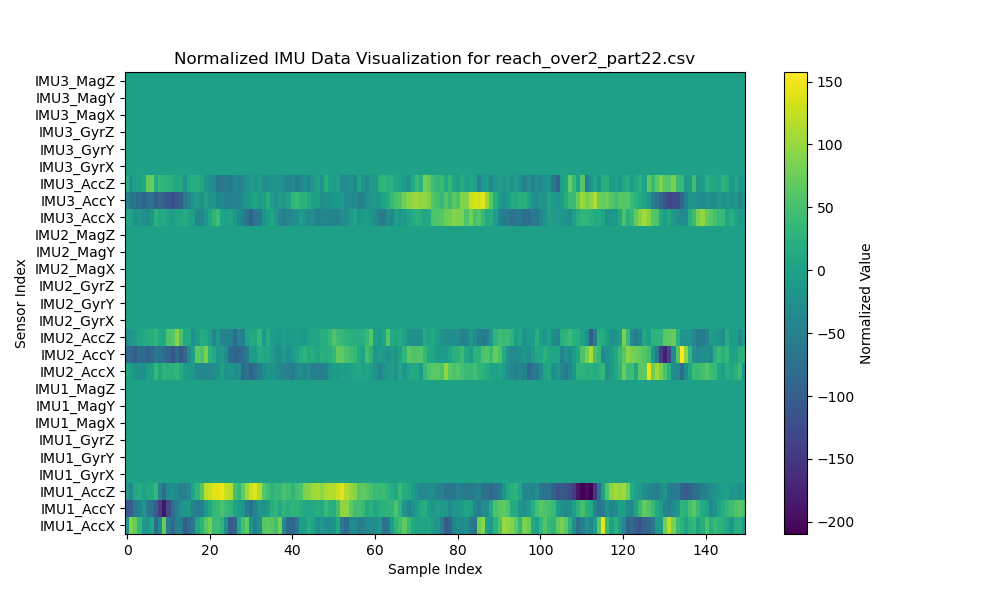 Normalized IMU Data Visualization for reach_over2_part22.csv
IMU3_MagZ
IMU3_MagY
IMU3_MagX
IMU3_GyrZ
IMU3_GyrY
IMU3_GyrX
IMU3_AccZ
IMU3_AccY
IMU3_AccX
IMU2_MagZ
IMU2_MagY
IMU2_MagX
IMU2_GyrZ
IMU2_GyrY
IMU2_GyrX
IMU2_AccZ
IMU2_AccY
IMU2_AccX
IMU1_MagZ
IMU1_MagY
IMU1_MagX
IMU1_GyrZ
IMU1_GyrY
IMU1_GyrX
IMU1_AccZ
IMU1_AccY
IMU1_AccX
Sensor Index
0 20 40 60 80 100 120 140
Sample Index
150
100
50
0
−50
−100
−150
−200
Normalized Value